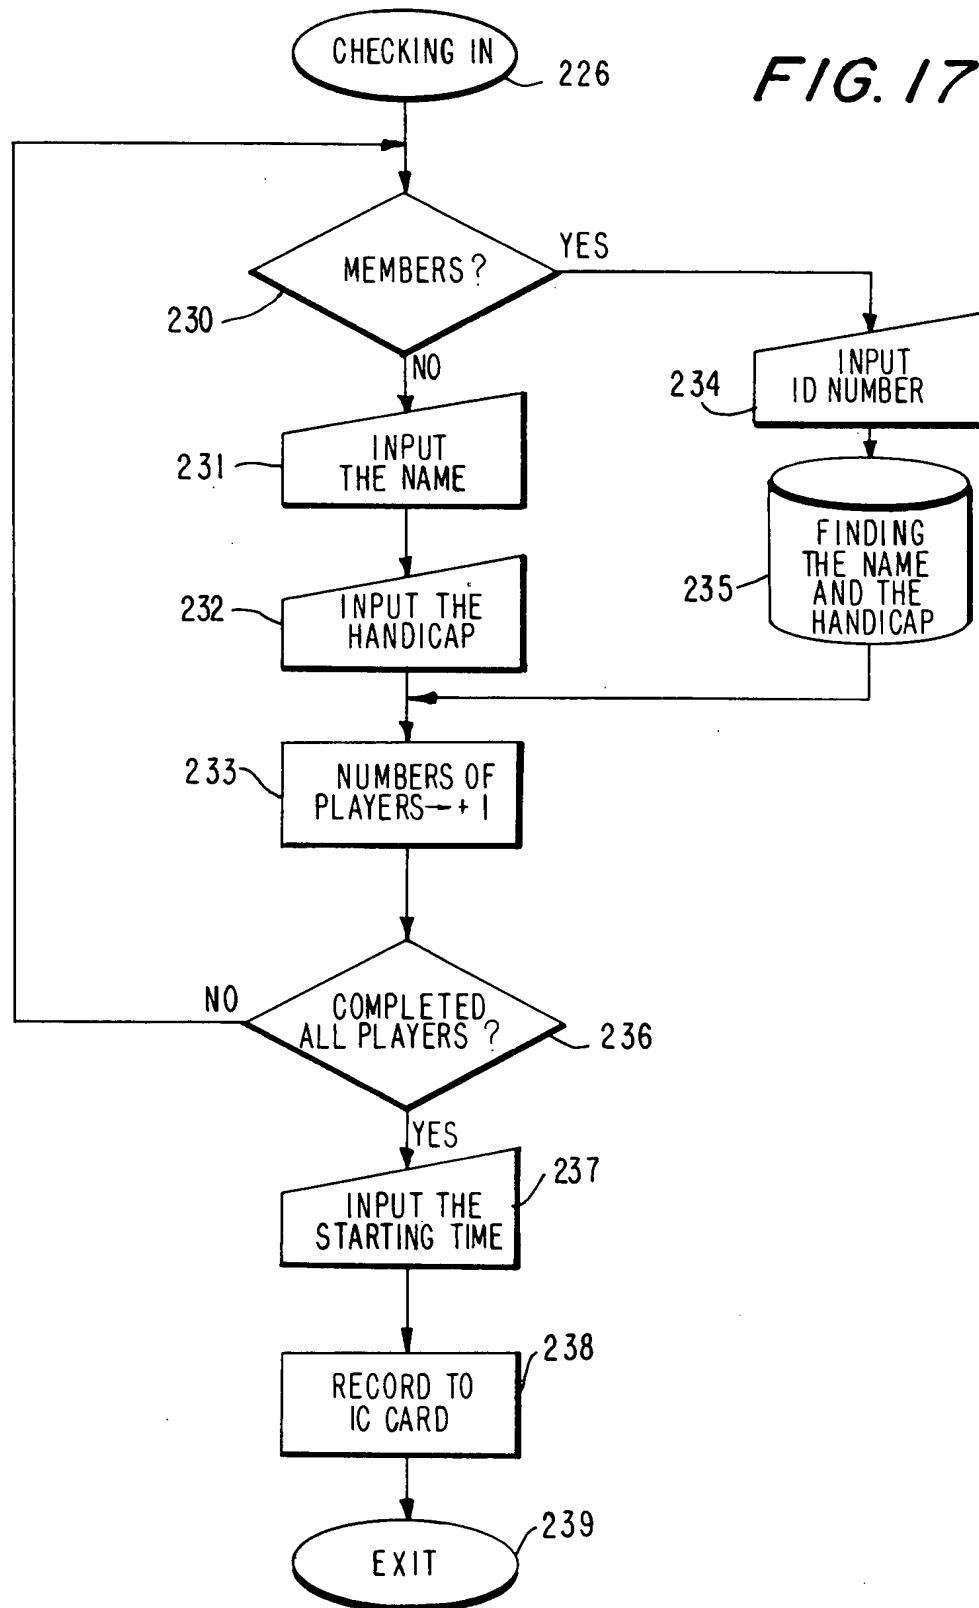 CHECKING IN
226
FIG. 17
MEMBERS?
YES
230
NO
INPUT
ID NUMBER
234
INPUT
THE NAME
231
FINDING
THE NAME
AND THE
HANDICAP
235
INPUT THE
HANDICAP
232
NUMBERS OF
PLAYERS→ + 1
233
NO
COMPLETED
ALL PLAYERS ?
236
YES
237
INPUT THE
STARTING TIME
238
RECORD TO
IC CARD
239
EXIT